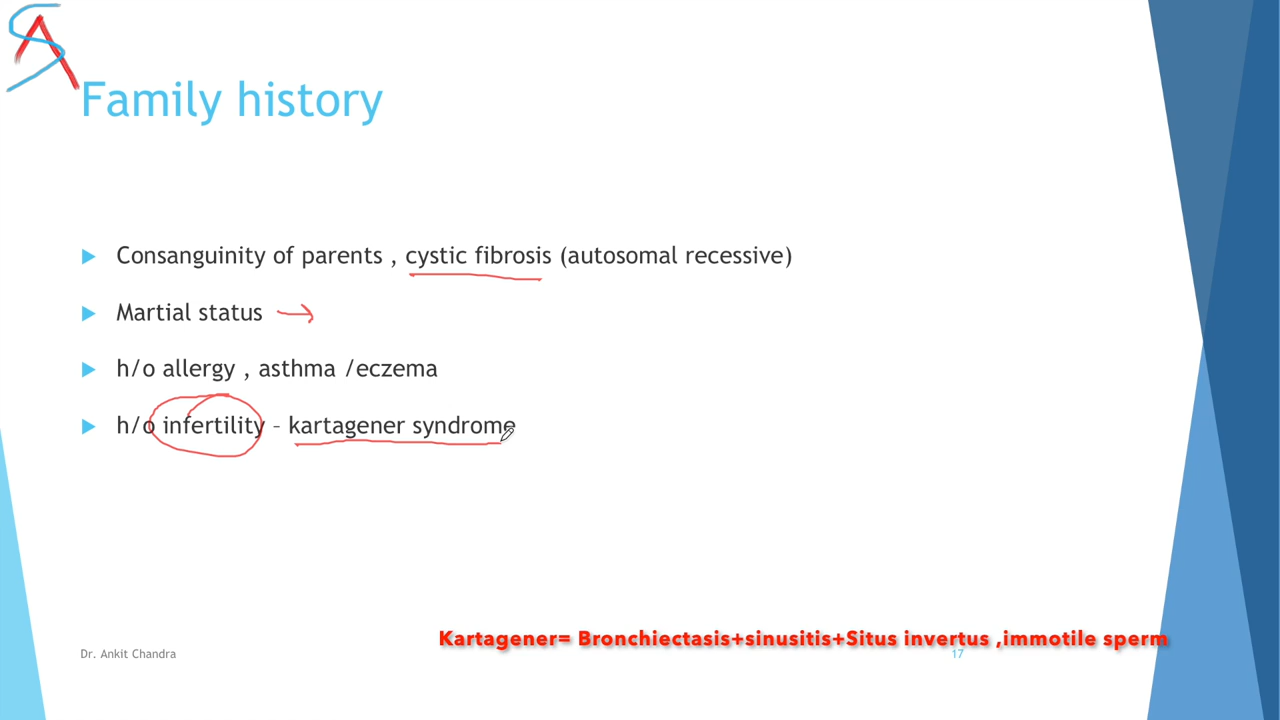 SA
Family history
Consanguinity of parents , cystic fibrosis (autosomal recessive)
Martial status
h/o allergy , asthma /eczema
h/o infertility – kartagener syndrome
Kartagener= Bronchiectasis+sinusitis+Situs invertus ,immotile sperm
Dr. Ankit Chandra
17